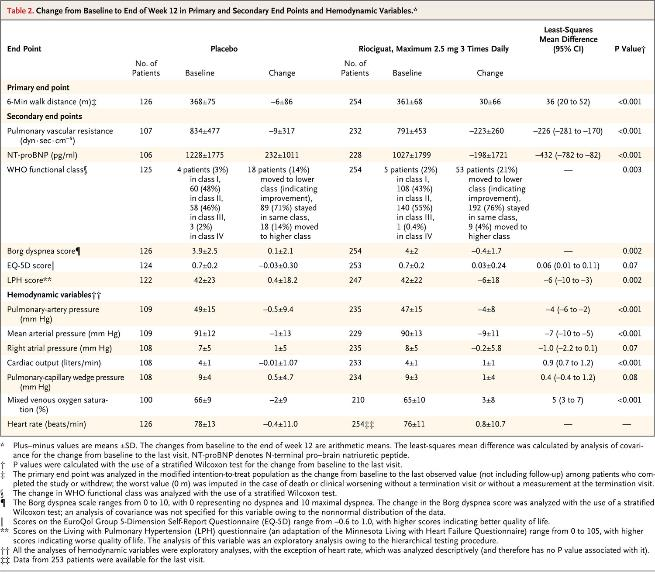 Table 2. Change from Baseline to End of Week 12 in Primary and Secondary End Points and Hemodynamic Variables.*
End Point Placebo Riociguat, Maximum 2.5 mg 3 Times Daily Least-Squares Mean Difference (95% CI) P Value†
No. of Patients Baseline Change No. of Patients Baseline Change
Primary end point
6-Min walk distance (m)‡ 126 368±75 −6±86 254 361±68 30±66 36 (20 to 52) <0.001
Secondary end points
Pulmonary vascular resistance (dyn·sec·cm⁻⁵) 107 834±477 −9±317 232 791±453 −223±260 −226 (−281 to −170) <0.001
NT-proBNP (pg/ml) 106 1228±1775 232±1011 228 1027±1799 −198±1721 −432 (−782 to −82) <0.001
WHO functional class§ 125 4 patients (3%) 18 patients (14%) 254 5 patients (2%) 53 patients (21%) — 0.003
in class I, moved to lower in class I, moved to lower
60 (48%) class (indicating 108 (43%) class (indicating
in class II, improvement), in class II, improvement),
58 (46%) 89 (71%) stayed 140 (55%) 192 (76%) stayed
in class III, in same class, in class III, in same class,
3 (2%) 18 (14%) moved 1 (0.4%) 9 (4%) moved to
in class IV to higher class in class IV higher class
Borg dyspnea score¶ 126 3.9±2.5 0.1±2.1 254 4±2 −0.4±1.7 — 0.002
EQ-5D score‖ 124 0.7±0.2 −0.03±0.30 253 0.7±0.2 0.03±0.24 0.06 (0.01 to 0.11) 0.07
LPH score** 122 42±23 0.4±18.2 247 42±22 −6±18 −6 (−10 to −3) 0.002
Hemodynamic variables††
Pulmonary-artery pressure (mm Hg) 109 49±15 −0.5±9.4 235 47±15 −4±8 −4 (−6 to −2) <0.001
Mean arterial pressure (mm Hg) 109 91±12 −1±13 229 90±13 −9±11 −7 (−10 to −5) <0.001
Right atrial pressure (mm Hg) 108 7±5 1±5 235 8±5 −0.2±5.8 −1.0 (−2.2 to 0.1) 0.07
Cardiac output (liters/min) 108 4±1 −0.01±1.07 233 4±1 1±1 0.9 (0.7 to 1.2) <0.001
Pulmonary-capillary wedge pressure (mm Hg) 108 9±4 0.5±4.7 234 9±3 1±4 0.4 (−0.4 to 1.2) 0.08
Mixed venous oxygen saturation (%) 100 66±9 −2±9 210 65±10 3±8 5 (3 to 7) <0.001
Heart rate (beats/min) 126 78±13 −0.4±11.0 254‡‡ 76±11 0.8±10.7 — —
* Plus–minus values are means ±SD. The changes from baseline to the end of week 12 are arithmetic means. The least-squares mean difference was calculated by analysis of covari-
ance for the change from baseline to the last visit. NT-proBNP denotes N-terminal pro–brain natriuretic peptide.
† P values were calculated with the use of a stratified Wilcoxon test for the change from baseline to the last visit.
‡ The primary end point was analyzed in the modified intention-to-treat population as the change from baseline to the last observed value (not including follow-up) among patients who com-
pleted the study or withdrew; the worst value (0 m) was imputed in the case of death or clinical worsening without a termination visit or without a measurement at the termination visit.
§ The change in WHO functional class was analyzed with the use of a stratified Wilcoxon test.
¶ The Borg dyspnea scale ranges from 0 to 10, with 0 representing no dyspnea and 10 maximal dyspnea. The change in the Borg dyspnea score was analyzed with the use of a stratified
Wilcoxon test; an analysis of covariance was not specified for this variable owing to the nonnormal distribution of the data.
‖ Scores on the EuroQol Group 5-Dimension Self-Report Questionnaire (EQ-5D) range from −0.6 to 1.0, with higher scores indicating better quality of life.
** Scores on the Living with Pulmonary Hypertension (LPH) questionnaire (an adaptation of the Minnesota Living with Heart Failure Questionnaire) range from 0 to 105, with higher
scores indicating worse quality of life. The analysis of this variable was an exploratory analysis owing to the hierarchical testing procedure.
†† All the analyses of hemodynamic variables were exploratory analyses, with the exception of heart rate, which was analyzed descriptively (and therefore has no P value associated with it).
‡‡ Data from 253 patients were available for the last visit.